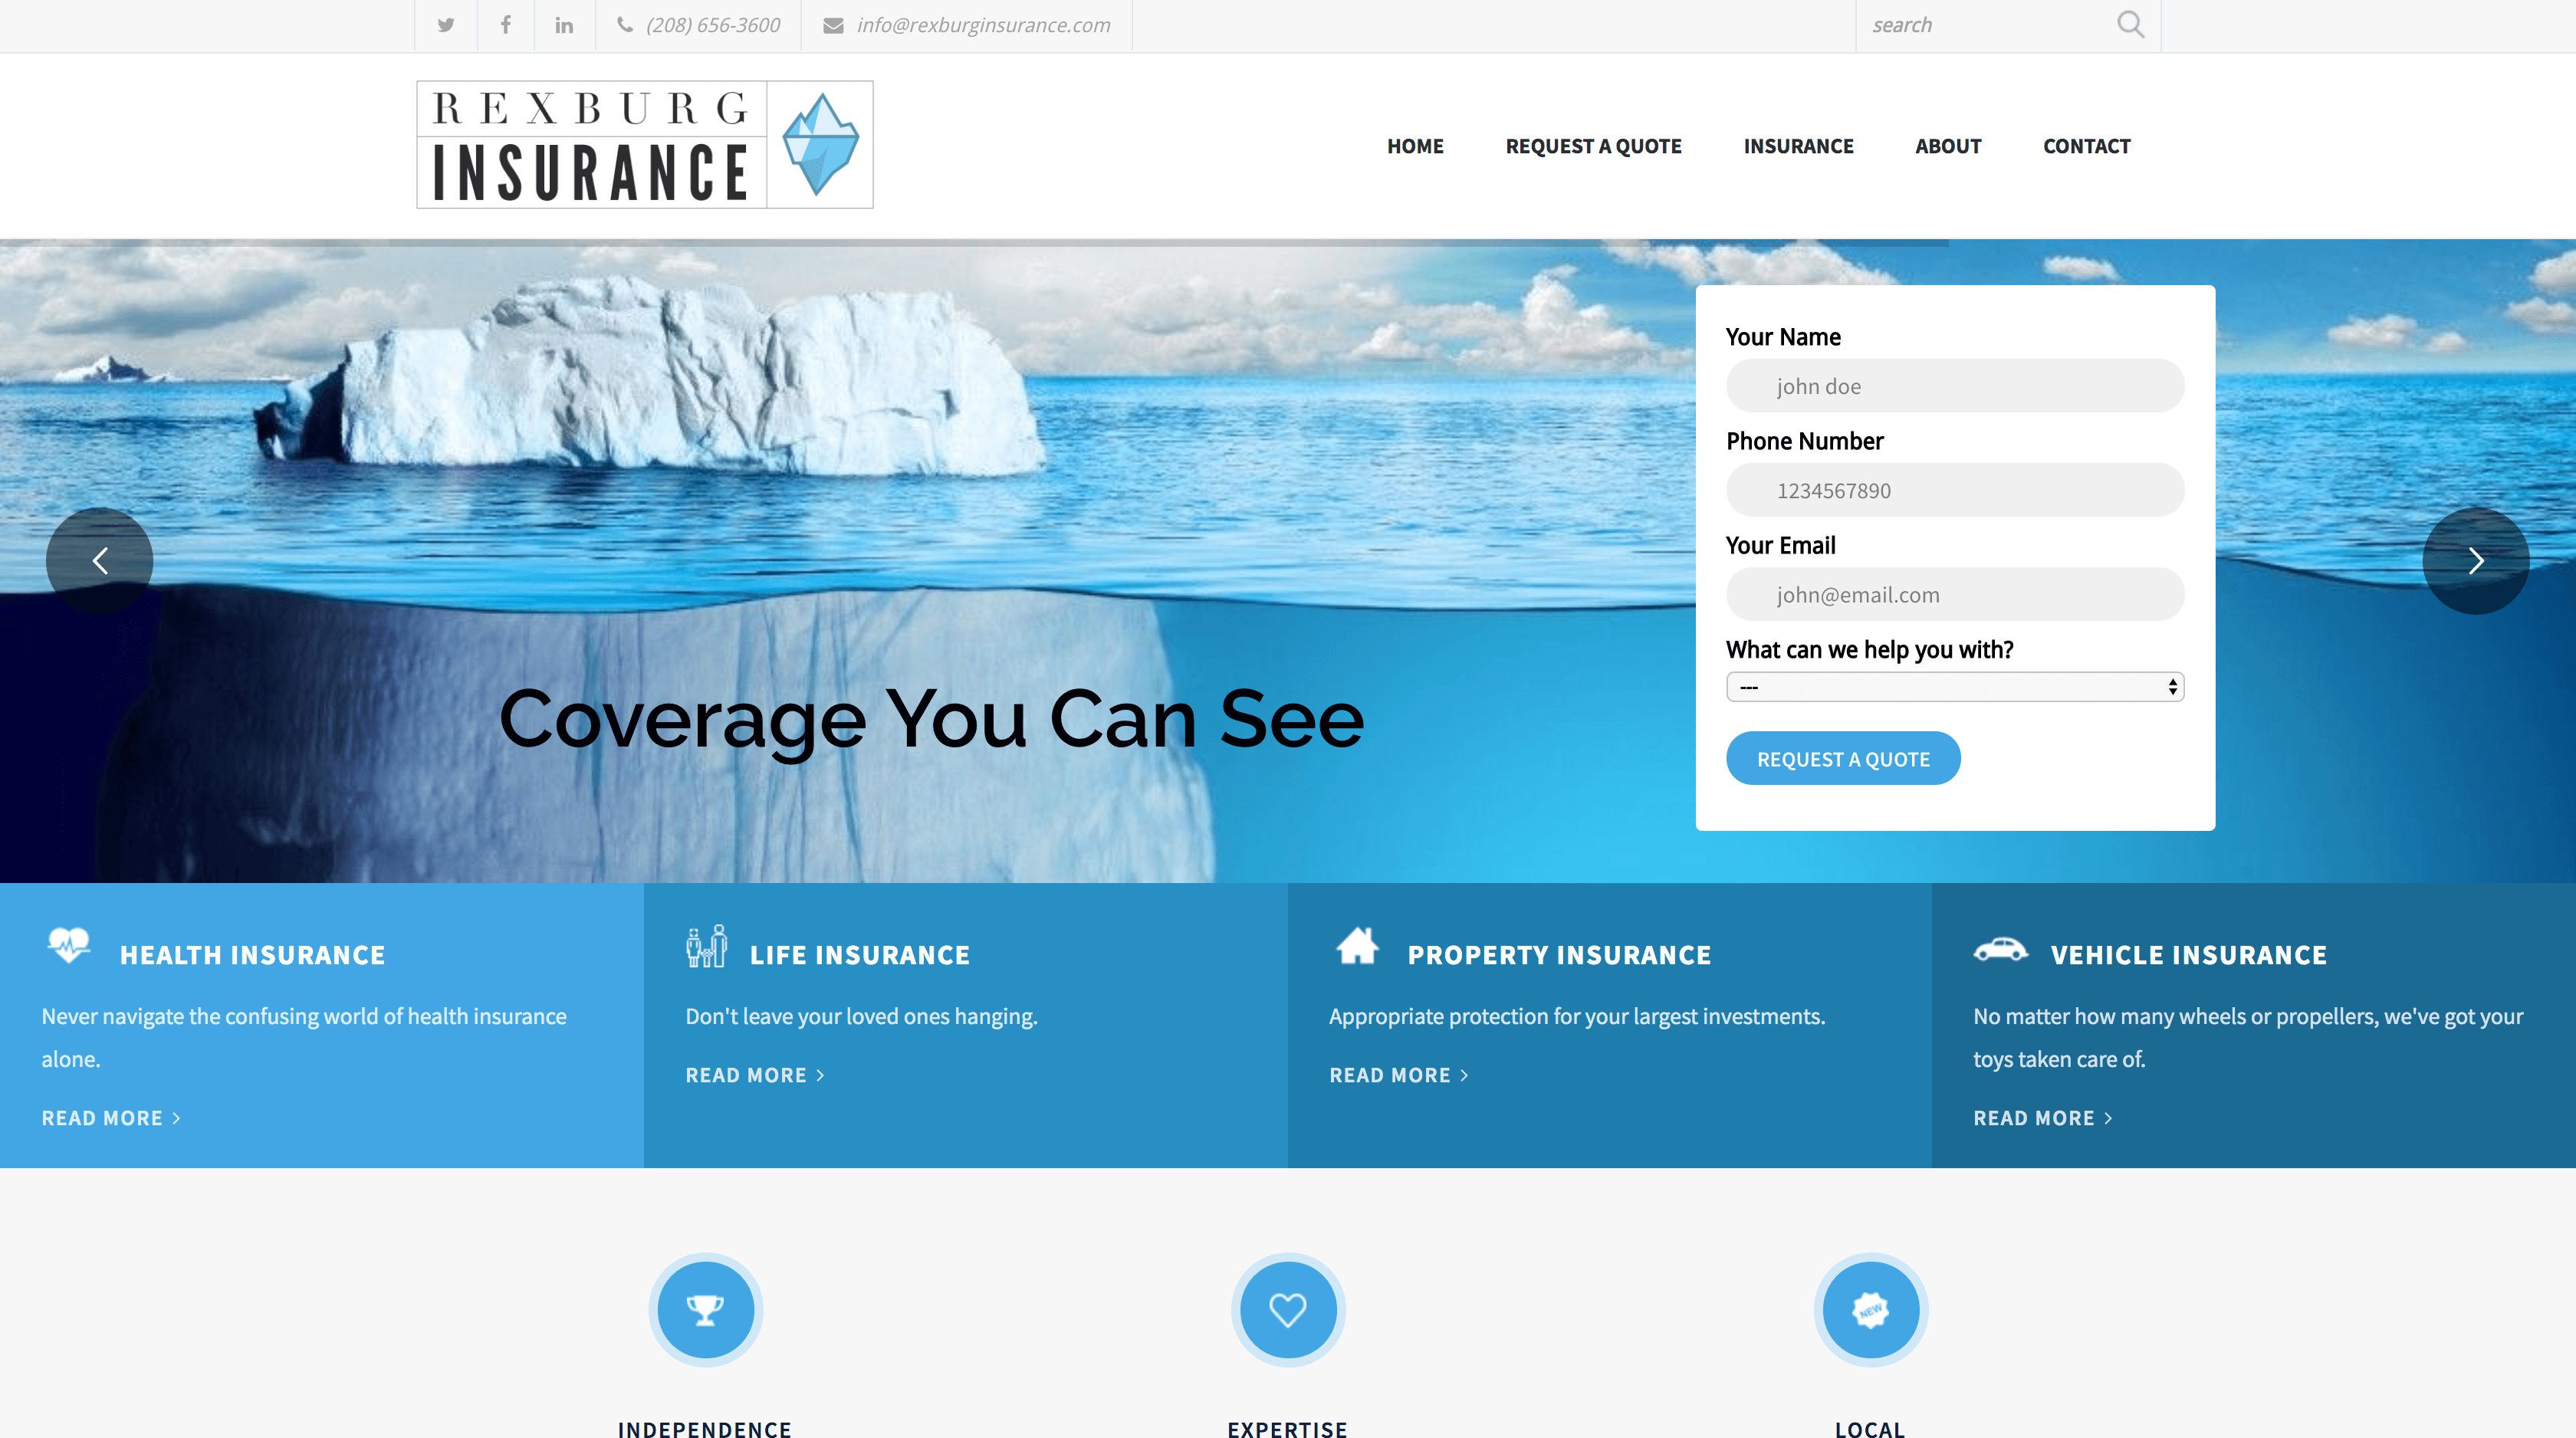 (208) 656-3600
info@rexburginsurance.com
search
REXBURG
INSURANCE
HOME
REQUEST A QUOTE
INSURANCE
ABOUT
CONTACT
Your Name
john doe
Phone Number
1234567890
Your Email
john@email.com
What can we help you with?
---
REQUEST A QUOTE
Coverage You Can See
HEALTH INSURANCE
Never navigate the confusing world of health insurance
alone.
READ MORE >
LIFE INSURANCE
Don't leave your loved ones hanging.
READ MORE >
PROPERTY INSURANCE
Appropriate protection for your largest investments.
READ MORE >
VEHICLE INSURANCE
No matter how many wheels or propellers, we've got your
toys taken care of.
READ MORE >
NEW
INDEPENDENCE
EXPERTISE
LOCAL